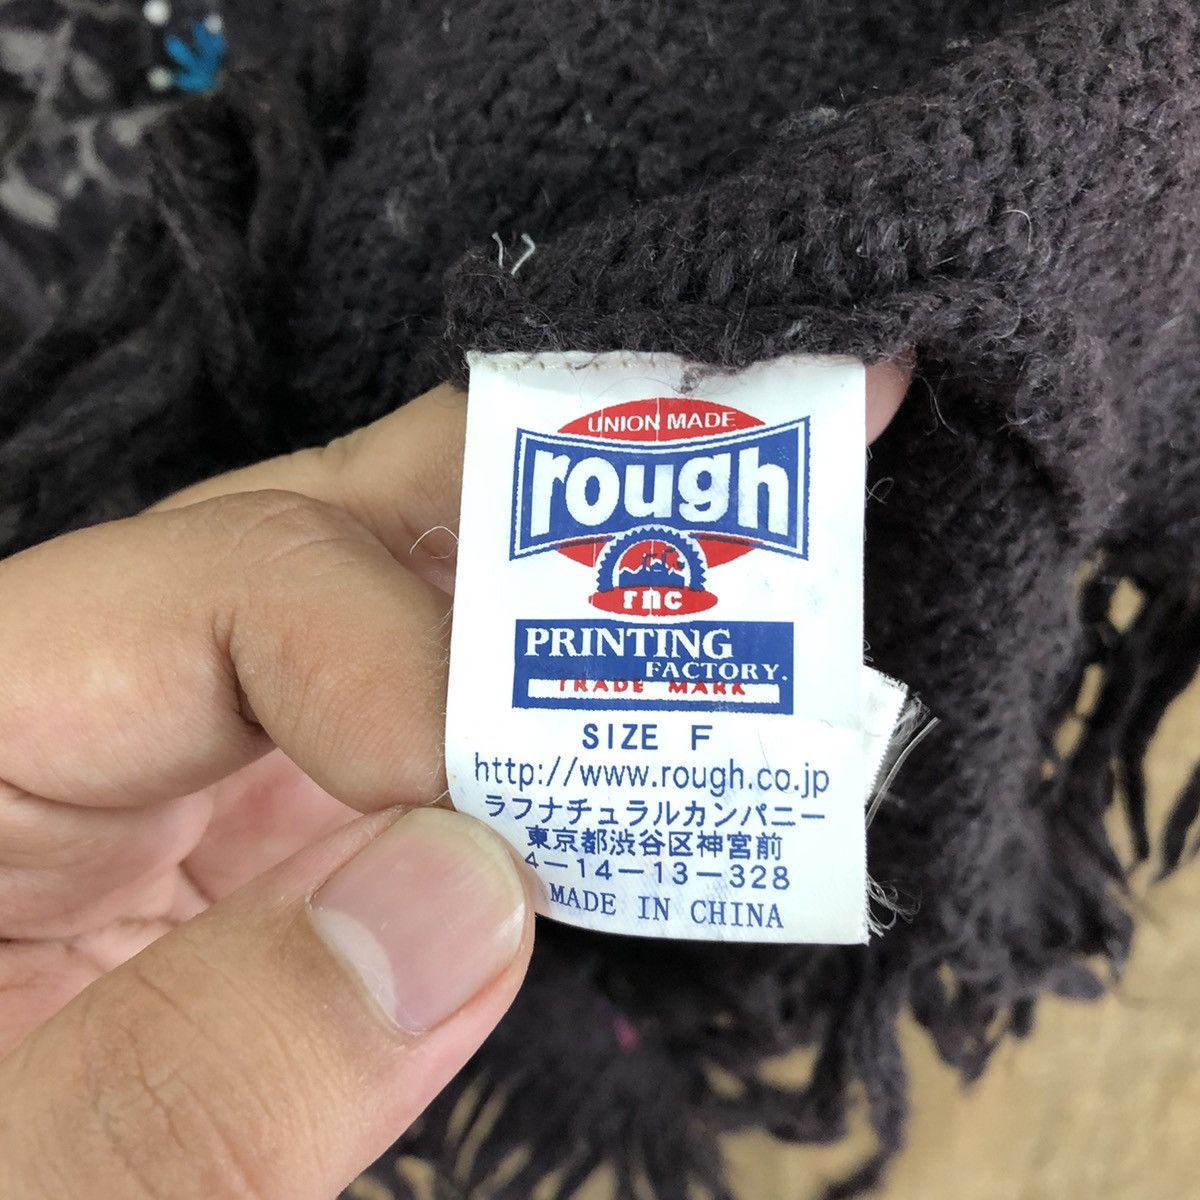 UNION MADE
rough
rnc
PRINTING
FACTORY.
TRADE MARK
SIZE F
http://www.rough.co.jp
ラフナチュラルカンパニー
東京都渋谷区神宮前
4-14-13-328
MADE IN CHINA